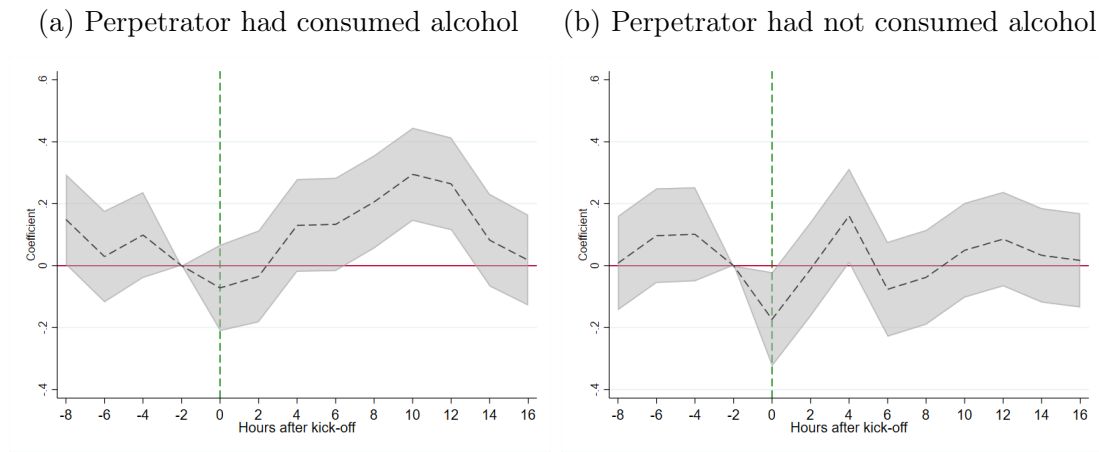 (a) Perpetrator had consumed alcohol
(b) Perpetrator had not consumed alcohol
Coefficient
.6
.4
.2
0
-.2
-.4
-8 -6 -4 -2 0 2 4 6 8 10 12 14 16
Hours after kick-off
Coefficient
.6
.4
.2
0
-.2
-.4
-8 -6 -4 -2 0 2 4 6 8 10 12 14 16
Hours after kick-off